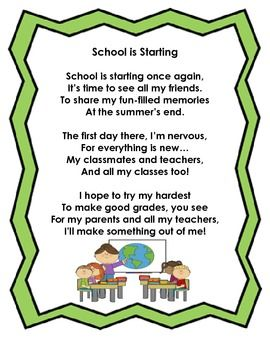 School is Starting
School is starting once again,
It's time to see all my friends.
To share my fun-filled memories
At the summer's end.
The first day there, I'm nervous,
For everything is new…
My classmates and teachers,
And all my classes too!
I hope to try my hardest
To make good grades, you see
For my parents and all my teachers,
I'll make something out of me!